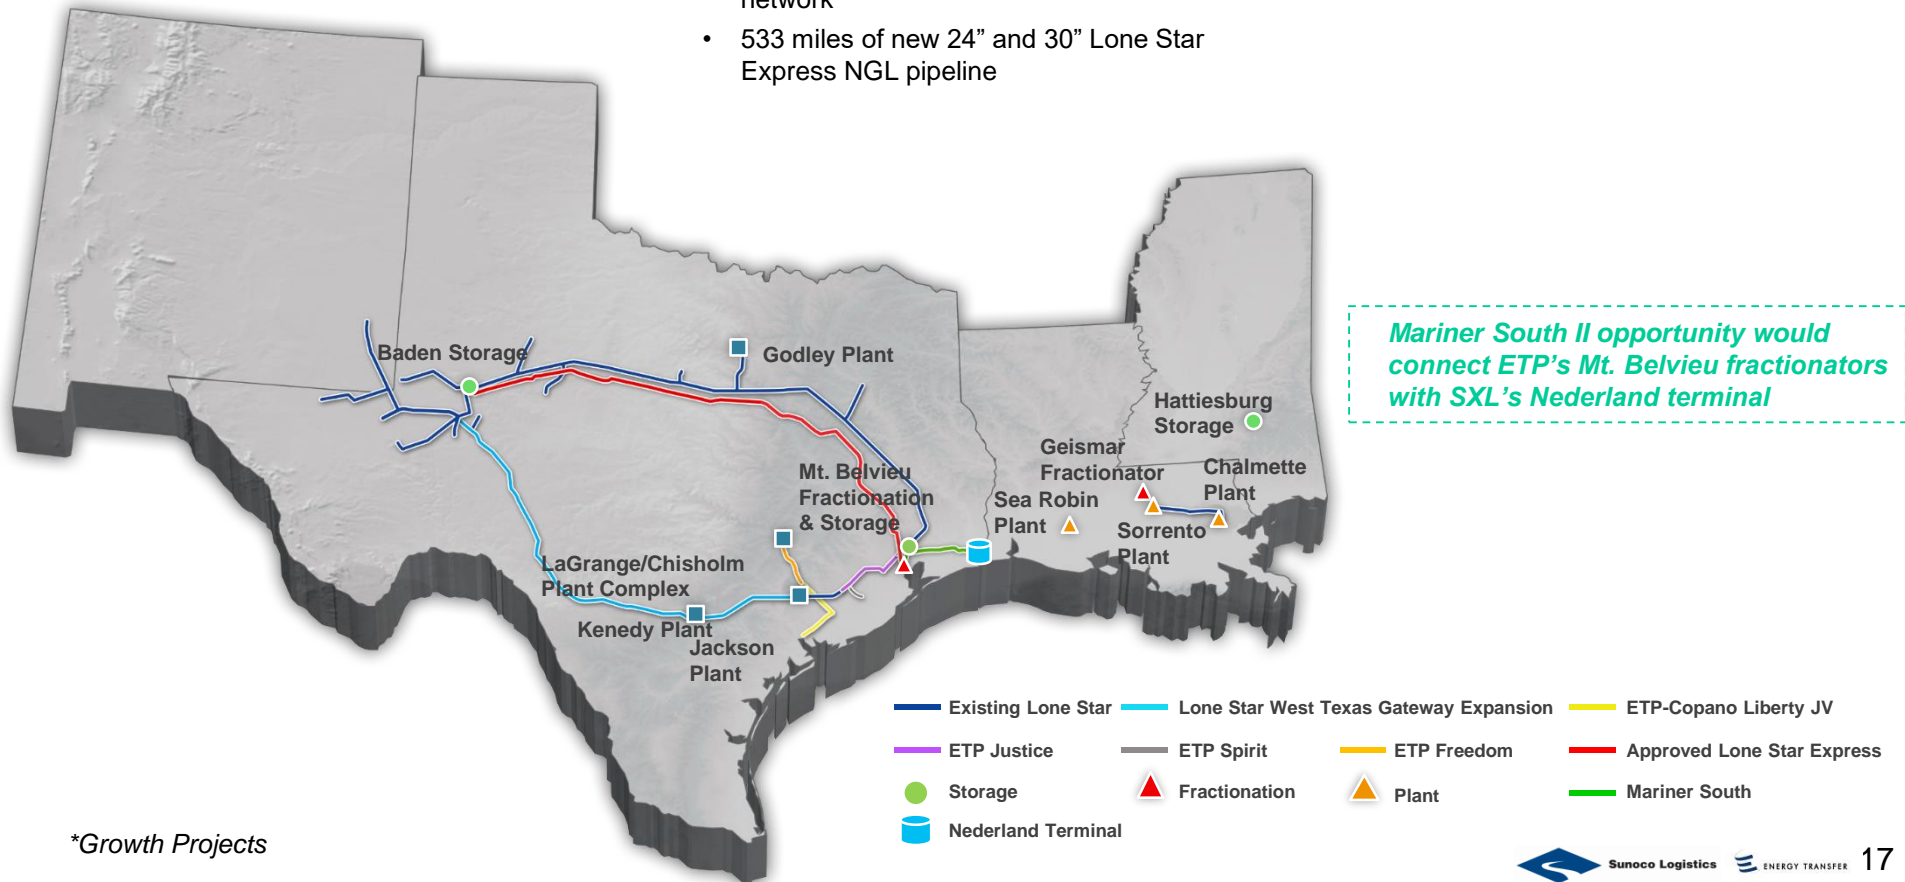 network
• 533 miles of new 24” and 30” Lone Star
Express NGL pipeline
Baden Storage
Godley Plant
Mariner South II opportunity would
connect ETP’s Mt. Belvieu fractionators
with SXL’s Nederland terminal
Hattiesburg
Storage
Geismar
Fractionator
Chalmette
Plant
Mt. Belvieu
Fractionation
& Storage
Sea Robin
Plant
Sorrento
Plant
LaGrange/Chisholm
Plant Complex
Kenedy Plant
Jackson
Plant
Existing Lone Star
Lone Star West Texas Gateway Expansion
ETP-Copano Liberty JV
ETP Justice
ETP Spirit
ETP Freedom
Approved Lone Star Express
Storage
Fractionation
Plant
Mariner South
Nederland Terminal
*Growth Projects
Sunoco Logistics
ENERGY TRANSFER
17